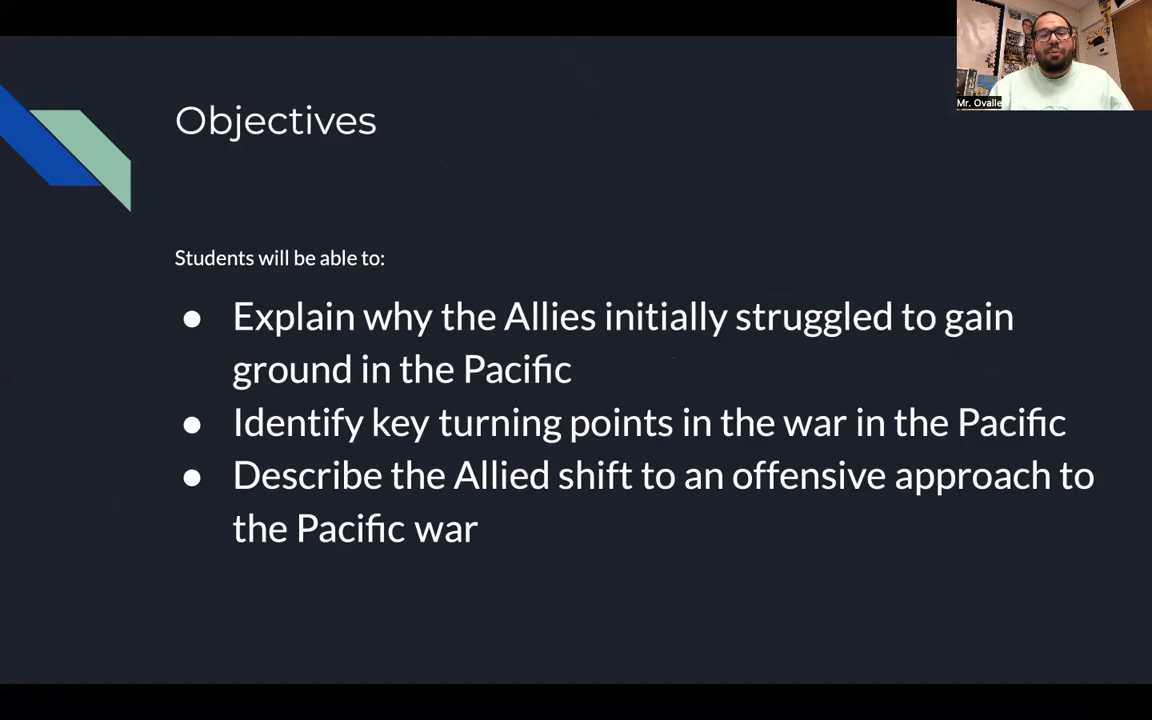 Mr. Ovalle
Objectives
Students will be able to:
● Explain why the Allies initially struggled to gain
ground in the Pacific
● Identify key turning points in the war in the Pacific
● Describe the Allied shift to an offensive approach to
the Pacific war